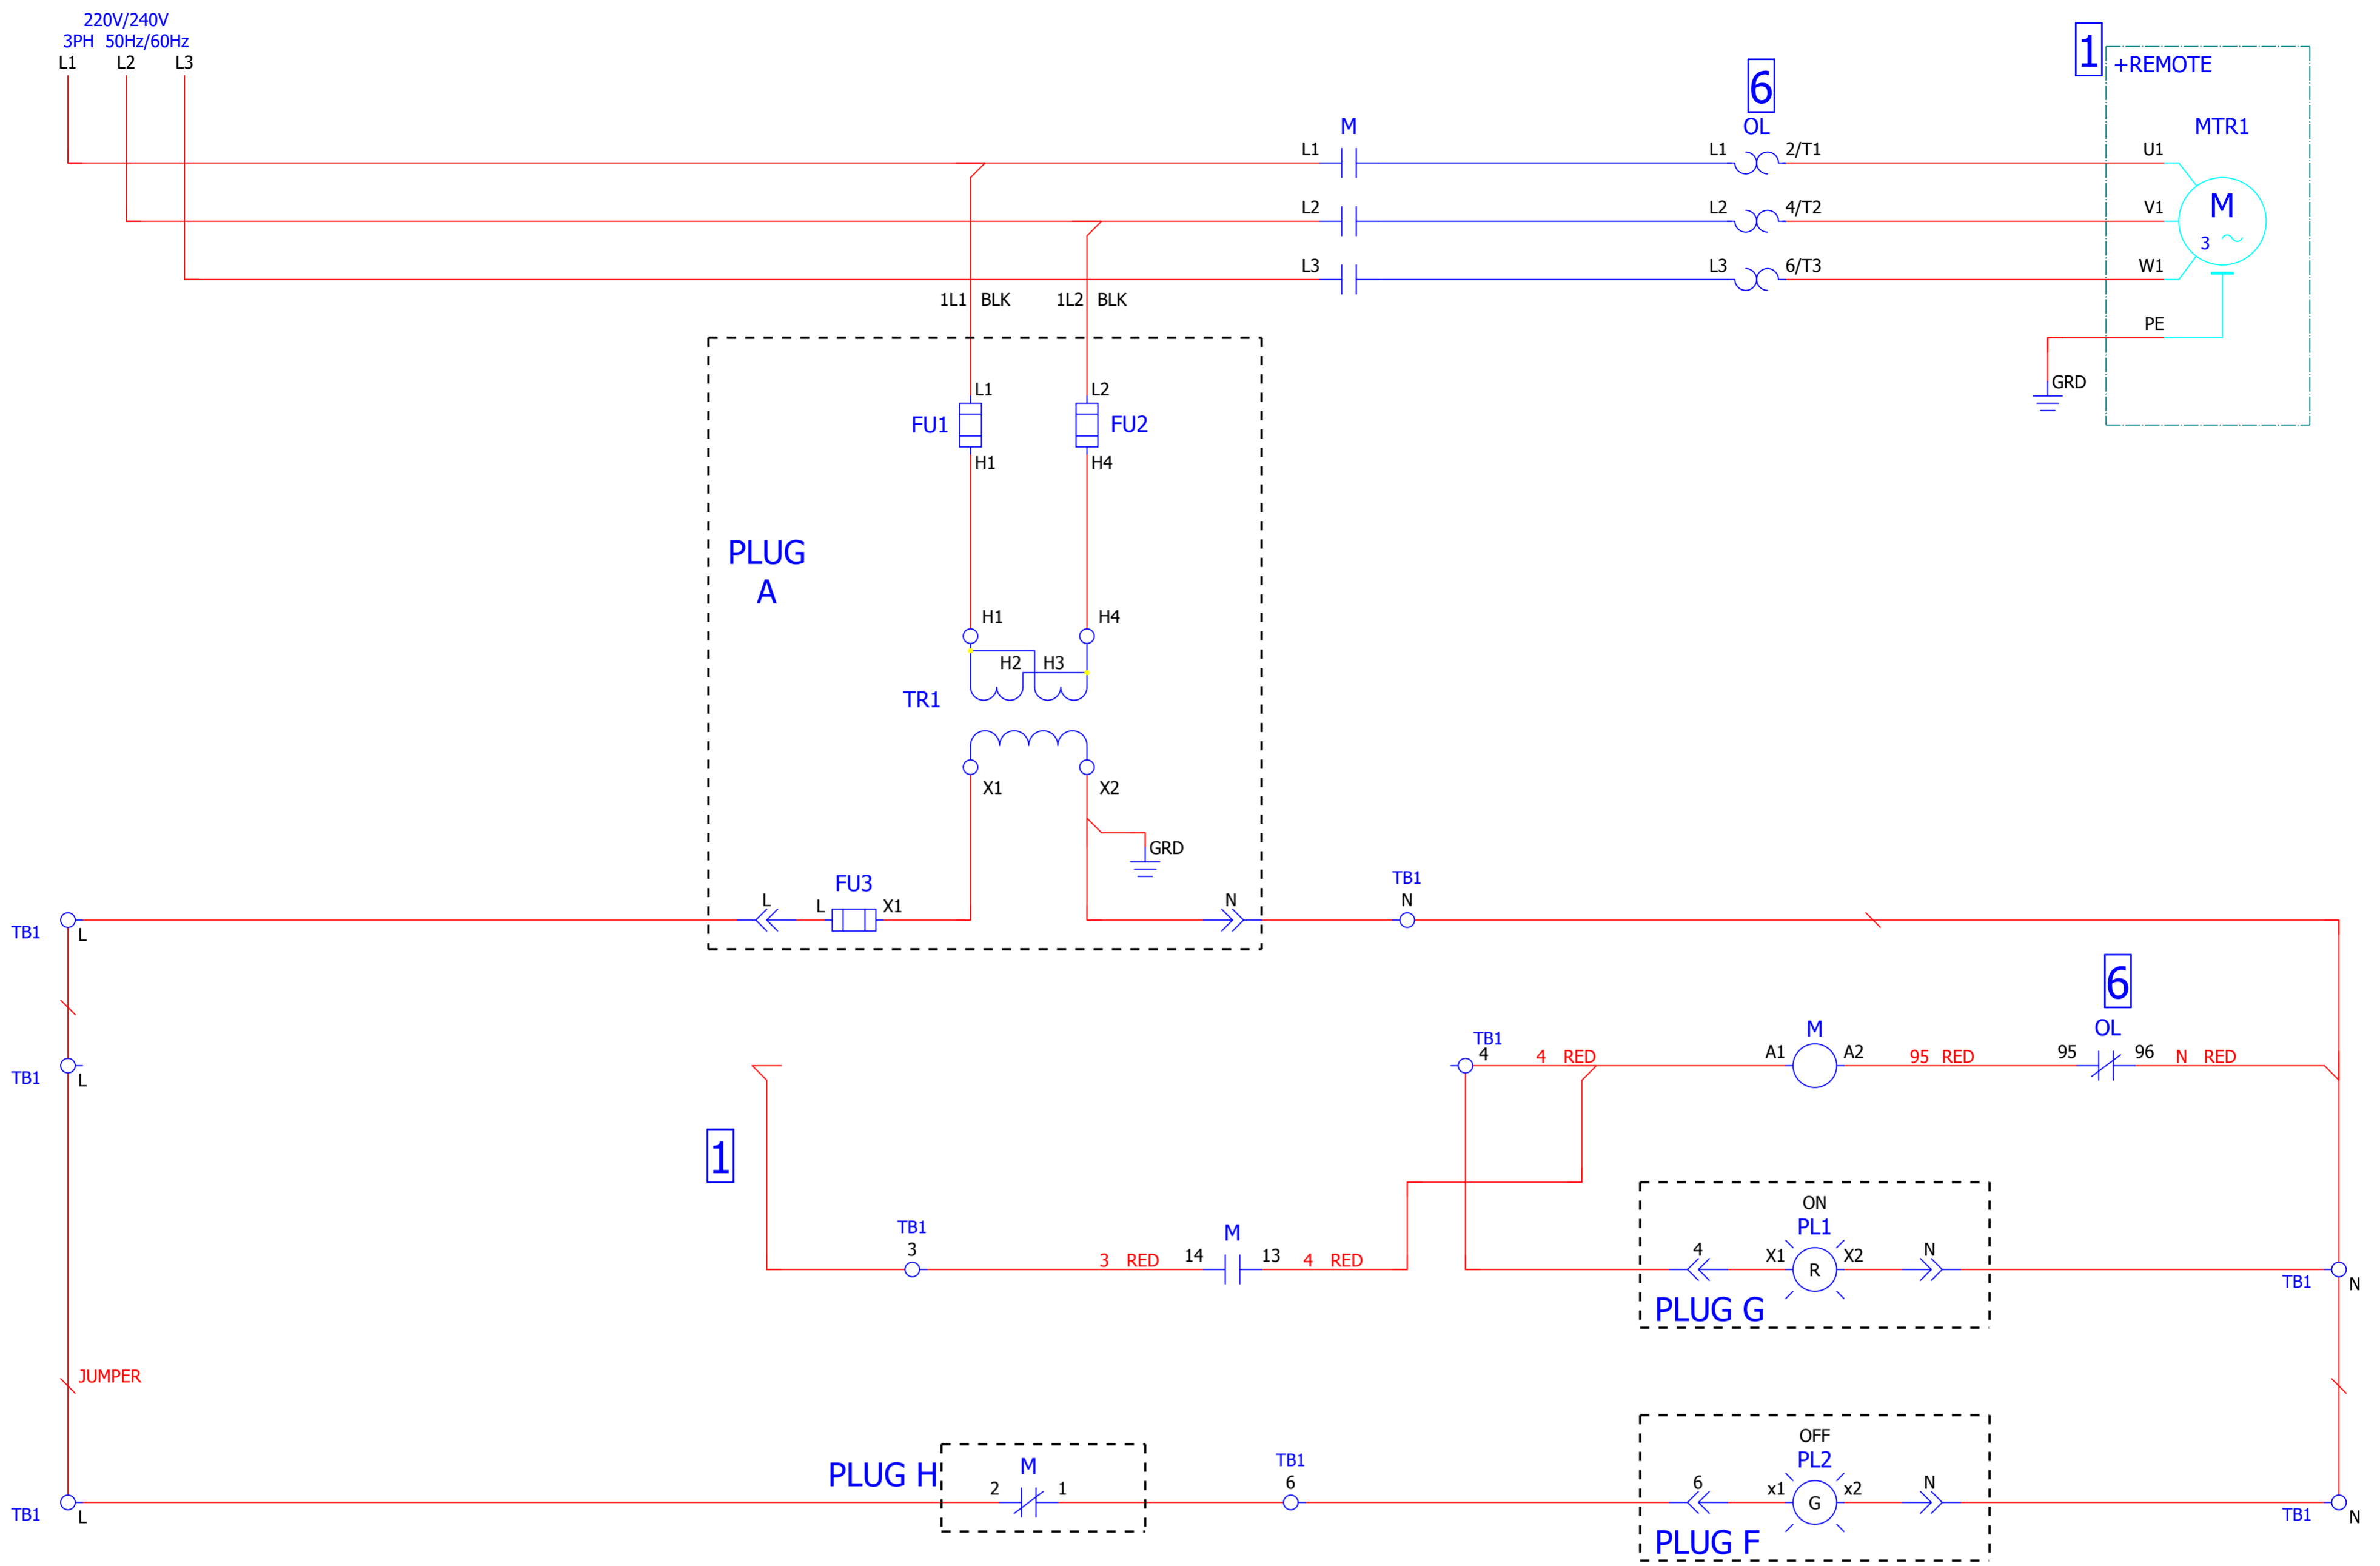 220V/240V
3PH 50Hz/60Hz
L1 L2 L3
1
+REMOTE
6
M
OL
MTR1
L1
L1
2/T1
U1
L2
L2
4/T2
V1
M
3
L3
L3
6/T3
W1
1L1 BLK
1L2 BLK
PE
GRD
L1
L2
FU1
FU2
H1
H4
PLUG
A
H1
H4
H2 H3
TR1
X1
X2
GRD
FU3
L
L
X1
N
TB1
N
TB1
L
6
TB1
4
4 RED
M
A1
A2
95 RED
OL
95
96
N RED
TB1
L
1
TB1
3
3 RED
M
14
13
4 RED
ON
PL1
4
X1
R
X2
N
PLUG G
TB1
N
JUMPER
OFF
PL2
PLUG H
M
2
1
TB1
6
6
x1
G
x2
N
PLUG F
TB1
L
TB1
N